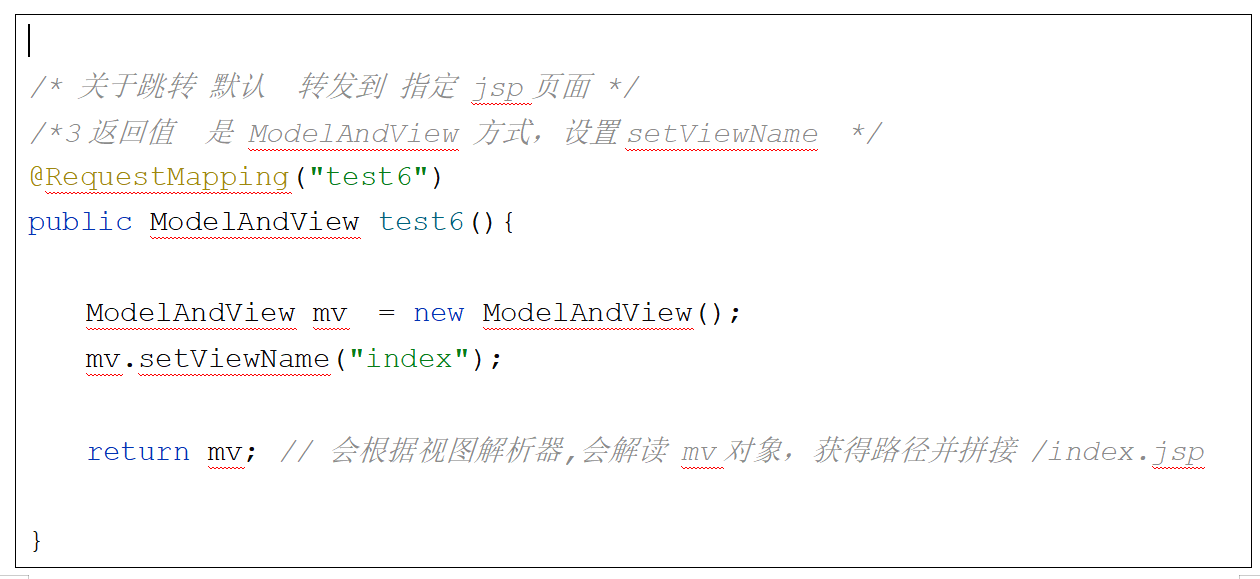 /* 关于跳转 默认  转发到 指定 jsp 页面 */
/*3 返回值  是 ModelAndView 方式，设置 setViewName  */
@RequestMapping("test6")
public ModelAndView test6(){
ModelAndView mv  = new ModelAndView();
mv.setViewName("index");
return mv; // 会根据视图解析器,会解读 mv 对象，获得路径并拼接 /index.jsp
}